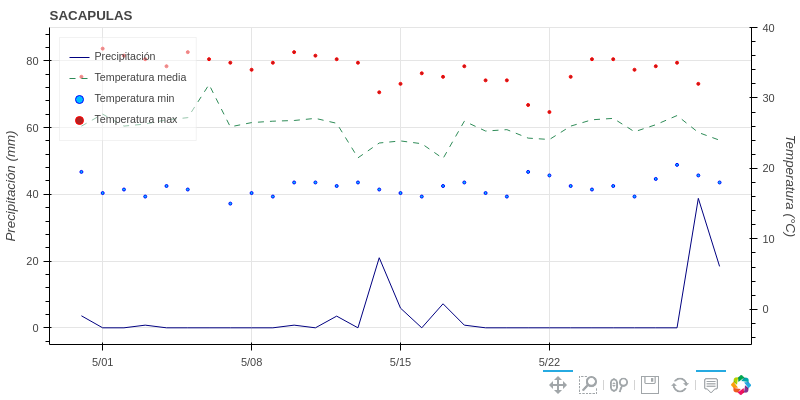 SACAPULAS
Precipitación
Temperatura media
Temperatura min
Temperatura max
Precipitación (mm)
80
60
40
20
0
Temperatura (°C)
40
30
20
10
0
5/01
5/08
5/15
5/22